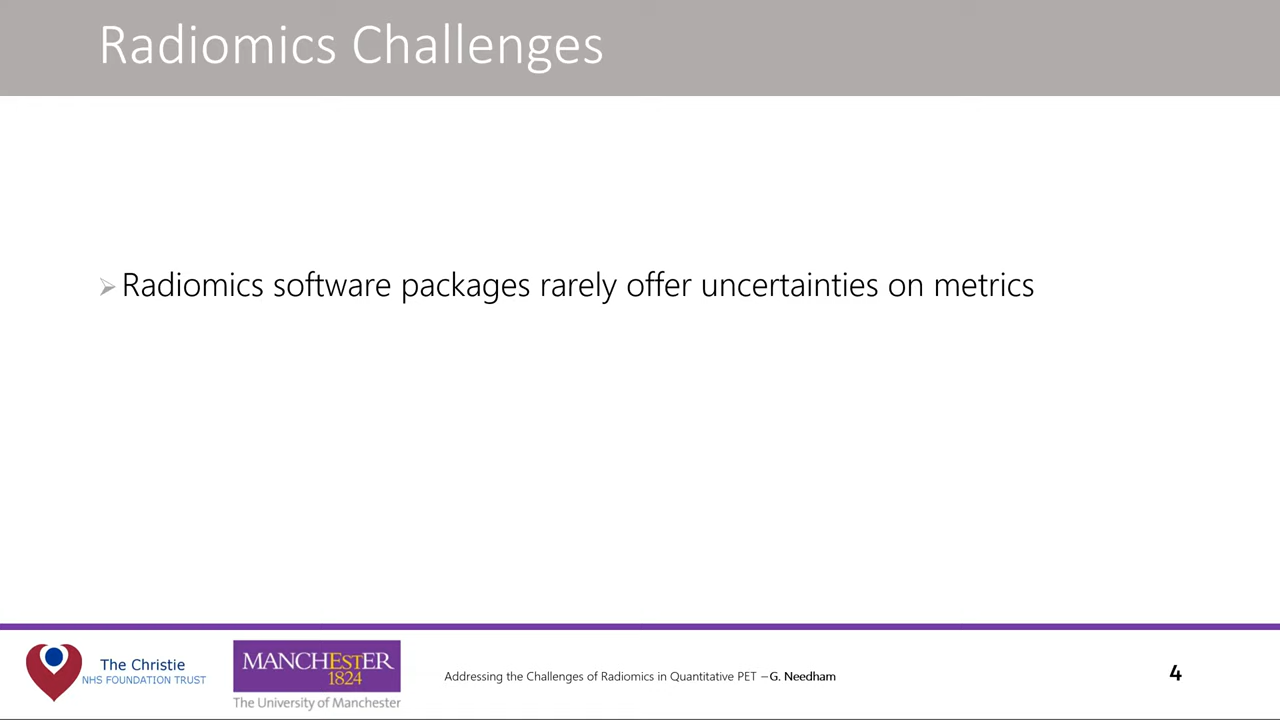 Radiomics Challenges
Radiomics software packages rarely offer uncertainties on metrics
The Christie
NHS FOUNDATION TRUST
MANCHESTER
1824
The University of Manchester
Addressing the Challenges of Radiomics in Quantitative PET – G. Needham
4